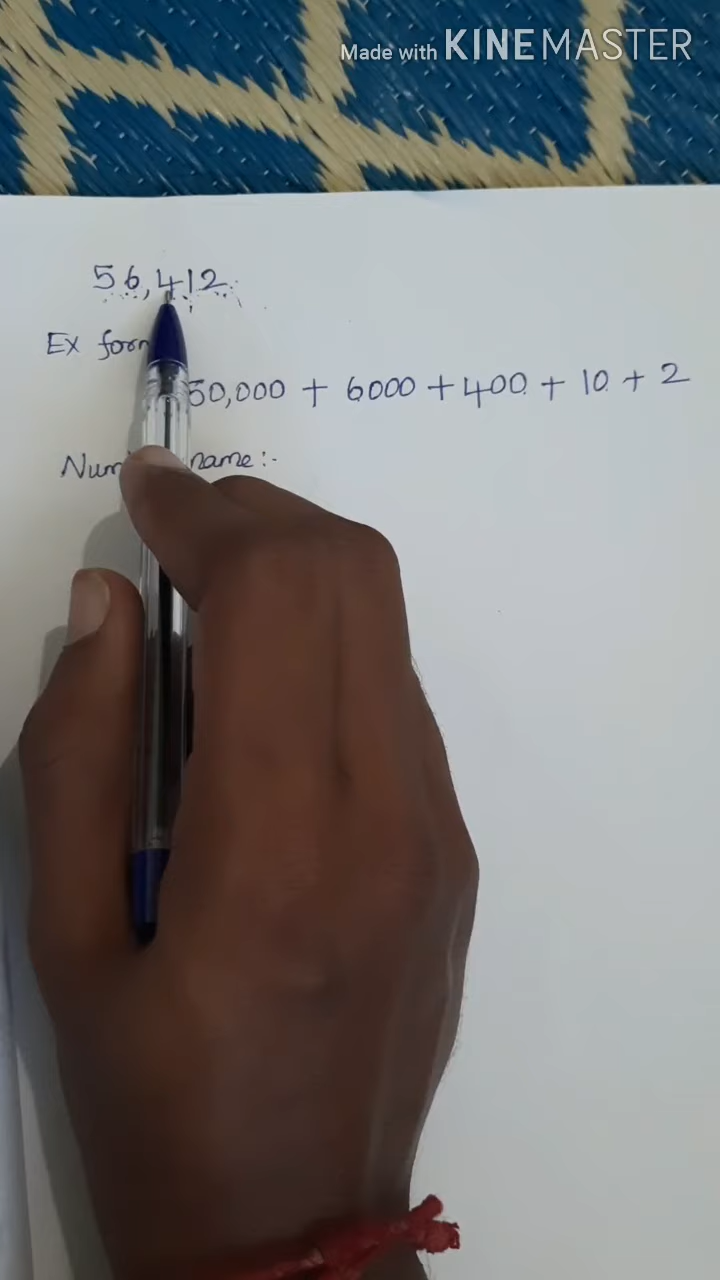 Made with KINEMASTER
56,412
Ex
50,000 + 6000 + 400 + 10 + 2
name :-